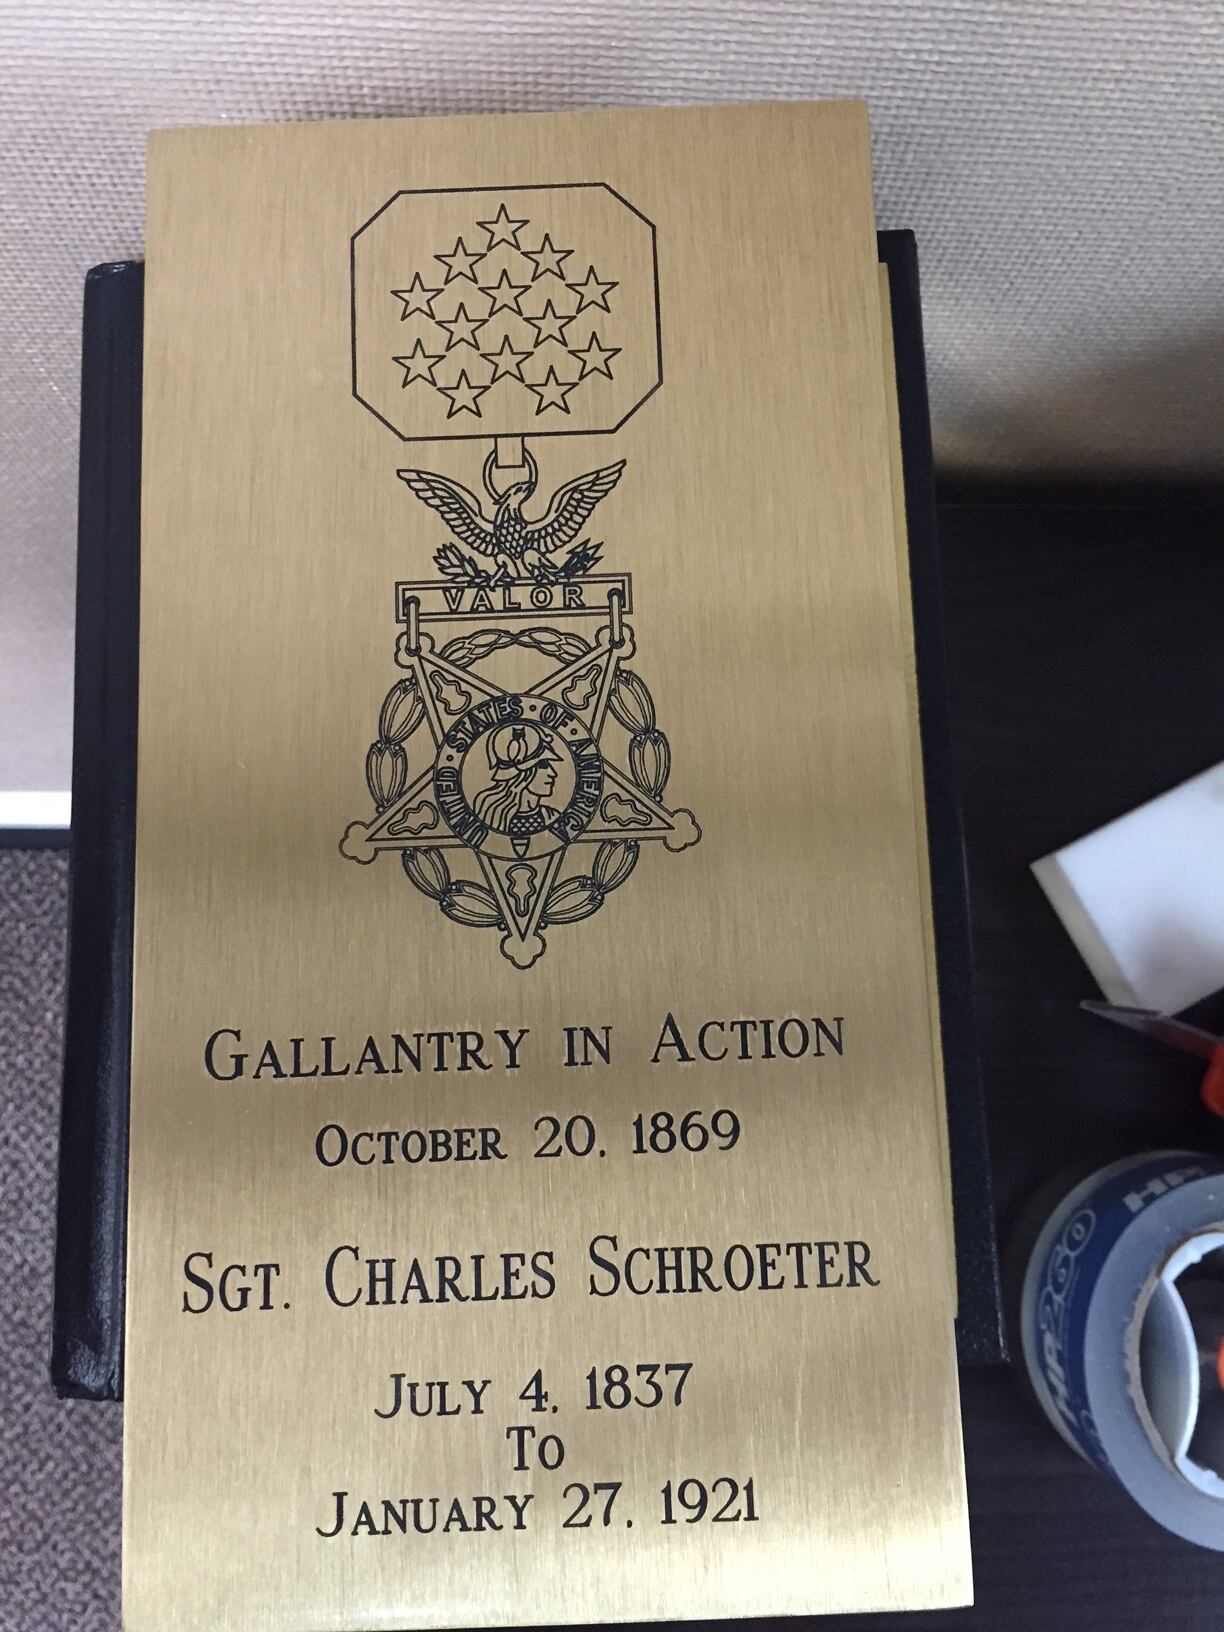 VALOR
UNITED · STATES · OF · AMERICA
GALLANTRY IN ACTION
OCTOBER 20, 1869
SGT. CHARLES SCHROETER
JULY 4, 1837
TO
JANUARY 27, 1921
260